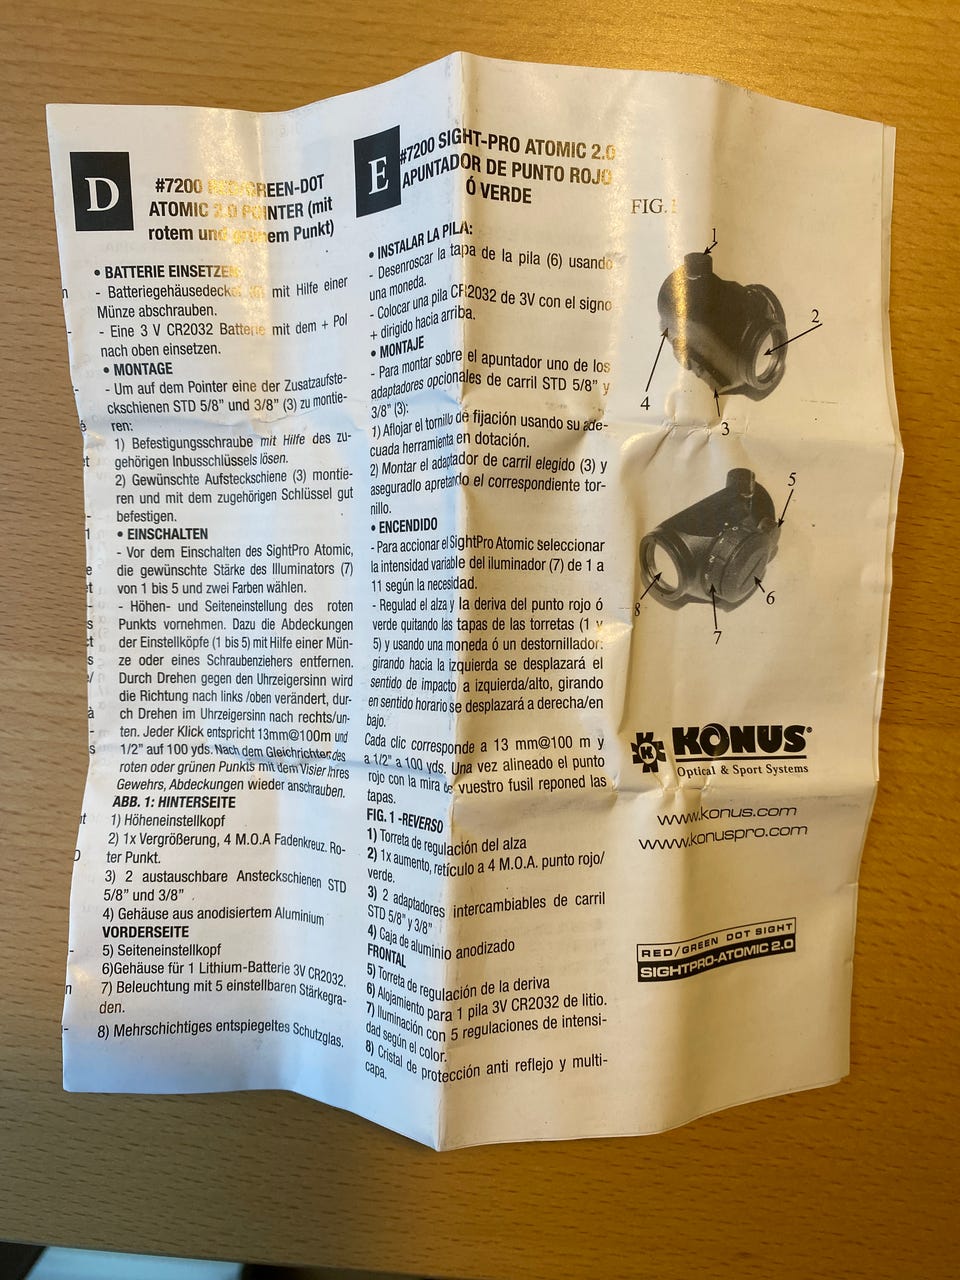 D
#7200 RED/GREEN-DOT
ATOMIC 2.0 POINTER (mit
rotem und grünem Punkt)
• BATTERIE EINSETZEN
- Batteriegehäusedeckel (6) mit Hilfe einer
Münze abschrauben.
- Eine 3 V CR2032 Batterie mit dem + Pol
nach oben einsetzen.
• MONTAGE
- Um auf dem Pointer eine der Zusatzaufste-
ckschienen STD 5/8” und 3/8” (3) zu montie-
ren:
1) Befestigungsschraube mit Hilfe des zu-
gehörigen Inbusschlüssels lösen.
2) Gewünschte Aufsteckschiene (3) montie-
ren und mit dem zugehörigen Schlüssel gut
befestigen.
• EINSCHALTEN
- Vor dem Einschalten des SightPro Atomic,
die gewünschte Stärke des Illuminators (7)
von 1 bis 5 und zwei Farben wählen.
- Höhen- und Seiteneinstellung des roten
Punkts vornehmen. Dazu die Abdeckungen
der Einstellköpfe (1 bis 5) mit Hilfe einer Mün-
ze oder eines Schraubenziehers entfernen.
Durch Drehen gegen den Uhrzeigersinn wird
die Richtung nach links /oben verändert, dur-
ch Drehen im Uhrzeigersinn nach rechts/un-
ten. Jeder Klick entspricht 13mm@100m und
1/2” auf 100 yds. Nach dem Gleichrichten des
roten oder grünen Punkts mit dem Visier Ihres
Gewehrs, Abdeckungen wieder anschrauben.
ABB. 1: HINTERSEITE
1) Höheneinstellkopf
2) 1x Vergrößerung, 4 M.O.A Fadenkreuz. Ro-
ter Punkt.
3) 2 austauschbare Ansteckschienen STD
5/8” und 3/8”
4) Gehäuse aus anodisiertem Aluminium
VORDERSEITE
5) Seiteneinstellkopf
6)Gehäuse für 1 Lithium-Batterie 3V CR2032.
7) Beleuchtung mit 5 einstellbaren Stärkegra-
den.
8) Mehrschichtiges entspiegeltes Schutzglas.
E
#7200 SIGHT-PRO ATOMIC 2.0
APUNTADOR DE PUNTO ROJO
Ó VERDE
• INSTALAR LA PILA:
- Desenroscar la tapa de la pila (6) usando
una moneda.
- Colocar una pila CR2032 de 3V con el signo
+ dirigido hacia arriba.
• MONTAJE
- Para montar sobre el apuntador uno de los
adaptadores opcionales de carril STD 5/8” y
3/8” (3):
1) Aflojar el tornillo de fijación usando su ade-
cuada herramienta en dotación.
2) Montar el adaptador de carril elegido (3) y
aseguradlo apretando el correspondiente tor-
nillo.
• ENCENDIDO
- Para accionar el SightPro Atomic seleccionar
la intensidad variable del iluminador (7) de 1 a
11 según la necesidad.
- Regulad el alza y la deriva del punto rojo ó
verde quitando las tapas de las torretas (1 y
5) y usando una moneda ó un destornillador:
girando hacia la izquierda se desplazará el
sentido de impacto a izquierda/alto, girando
en sentido horario se desplazará a derecha/en
bajo.
Cada clic corresponde a 13 mm@100 m y
a 1/2” a 100 yds. Una vez alineado el punto
rojo con la mira de vuestro fusil reponed las
tapas.
FIG. 1 -REVERSO
1) Torreta de regulación del alza
2) 1x aumento, retículo a 4 M.O.A. punto rojo/
verde.
3) 2 adaptadores intercambiables de carril
STD 5/8” y 3/8”
4) Caja de aluminio anodizado
FRONTAL
5) Torreta de regulación de la deriva
6) Alojamiento para 1 pila 3V CR2032 de litio.
7) Iluminación con 5 regulaciones de intensi-
dad según el color.
8) Cristal de protección anti reflejo y multi-
capa.
FIG. 1
1
2
4
3
5
8
6
7
KONUS®
Optical & Sport Systems
www.konus.com
www.konuspro.com
RED/GREEN DOT SIGHT
SIGHTPRO-ATOMIC 2.0